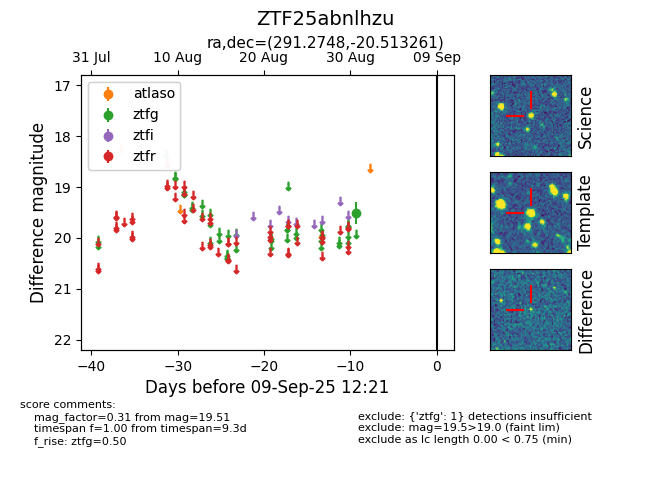 ZTF25abnlhzu
ra,dec=(291.2748,-20.513261)
31 Jul
10 Aug
20 Aug
30 Aug
09 Sep
17
18
19
20
21
22
Difference magnitude
atlaso
ztfg
ztfi
ztfr
−40
−30
−20
−10
0
Days before 09-Sep-25 12:21
Science
Template
Difference
score comments:
mag_factor=0.31 from mag=19.51
timespan f=1.00 from timespan=9.3d
f_rise: ztfg=0.50
exclude: {'ztfg': 1} detections insufficient
exclude: mag=19.5>19.0 (faint lim)
exclude as lc length 0.00 < 0.75 (min)